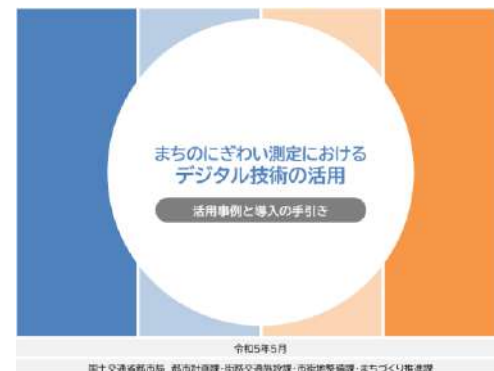 まちのにぎわい測定における
デジタル技術の活用
活用事例と導入の手引き
令和5年5月
国土交通省都市局 都市計画課・街路交通施設課・市街地整備課・まちづくり推進課